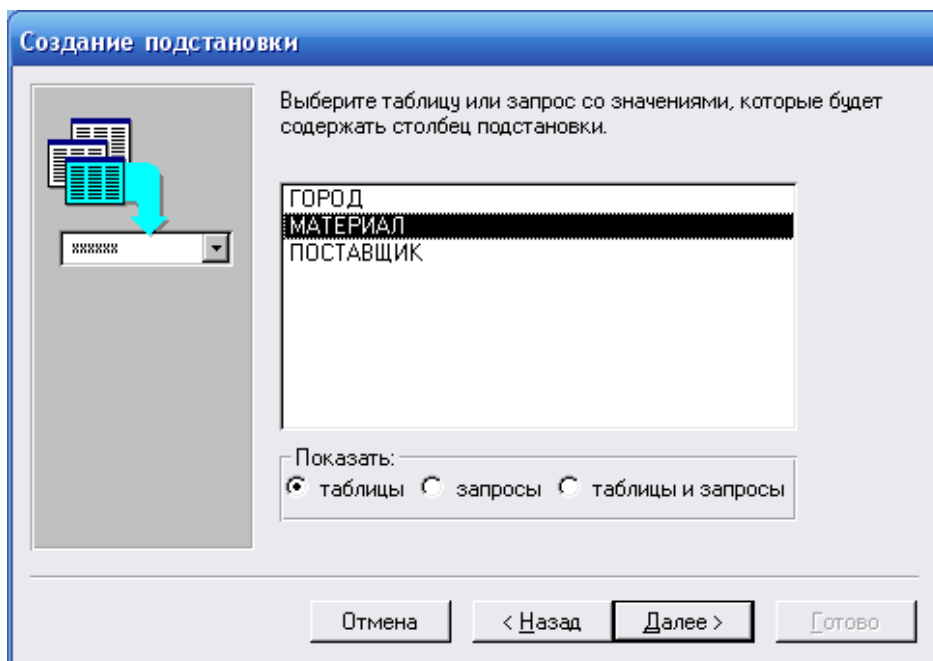 Создание подстановки
Выберите таблицу или запрос со значениями, которые будет
содержать столбец подстановки.
xxxxxx
ГОРОД
МАТЕРИАЛ
ПОСТАВЩИК
Показать:
таблицы запросы таблицы и запросы
Отмена < Назад Далее > Готово